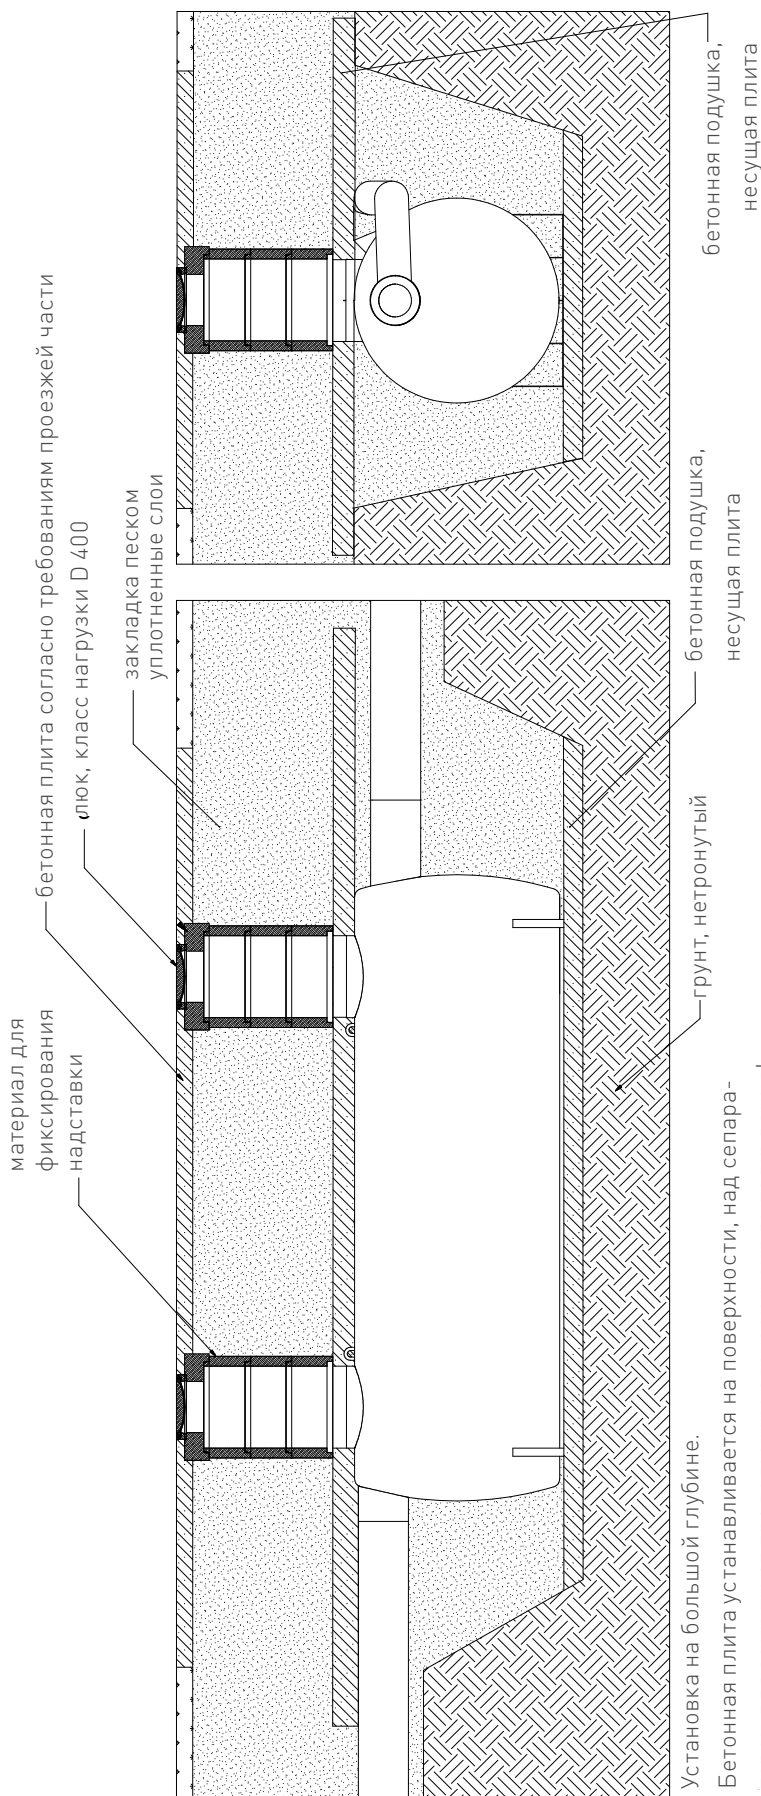 материал для
фиксирования
надставки
бетонная плита согласно требованиям проезжей части
люк, класс нагрузки D 400
закладка песком
уплотненные слои
бетонная подушка,
несущая плита
бетонная подушка,
несущая плита
грунт, нетронутый
Установка на большой глубине.
Бетонная плита устанавливается на поверхности, над сепара-